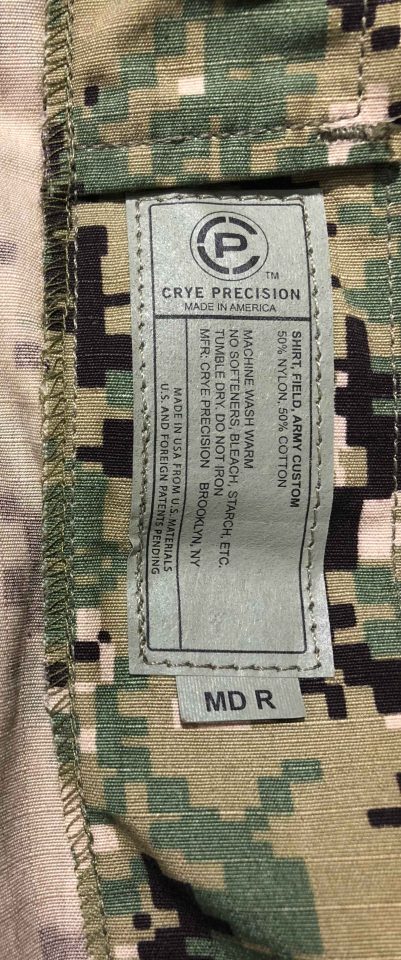 CP
TM
CRYE PRECISION
MADE IN AMERICA
SHIRT, FIELD, ARMY CUSTOM
50% NYLON, 50% COTTON
MACHINE WASH WARM
NO SOFTENERS, BLEACH, STARCH, ETC.
TUMBLE DRY, DO NOT IRON
MFR: CRYE PRECISION BROOKLYN, NY
MADE IN USA FROM U.S. MATERIALS
U.S. AND FOREIGN PATENTS PENDING
MD R